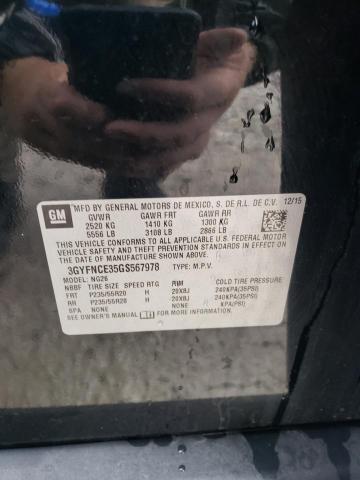 GM
MFD BY GENERAL MOTORS DE MEXICO, S. DE R.L. DE C.V. 12/15
GVWR GAWR FRT GAWR RR
2520 KG 1410 KG 1300 KG
5556 LB 3108 LB 2866 LB
THIS VEHICLE CONFORMS TO ALL APPLICABLE U.S. FEDERAL MOTOR
VEHICLE SAFETY AND THEFT PREVENTION STANDARDS IN EFFECT ON
THE DATE OF MANUFACTURE SHOWN ABOVE.
3GYFNCE35GS567978 TYPE: M.P.V.
MODEL: NG26
NBBF TIRE SIZE SPEED RTG RIM COLD TIRE PRESSURE
FRT P235/55R20 H 20X8J 240KPA(35PSI)
RR P235/55R20 H 20X8J 240KPA(35PSI)
SPA NONE NONE KPA(PSI)
SEE OWNER'S MANUAL FOR MORE INFORMATION.